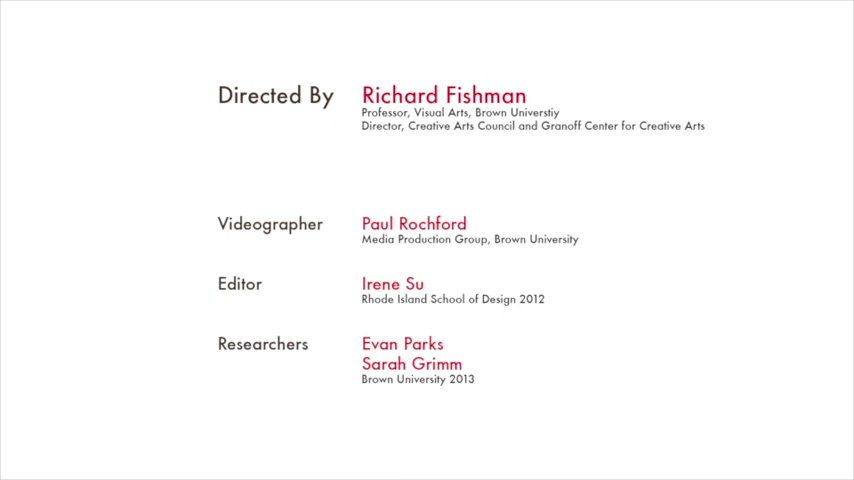 Directed By Richard Fishman
Professor, Visual Arts, Brown Universtiy
Director, Creative Arts Council and Granoff Center for Creative Arts
Videographer Paul Rochford
Media Production Group, Brown University
Editor Irene Su
Rhode Island School of Design 2012
Researchers Evan Parks
Sarah Grimm
Brown University 2013